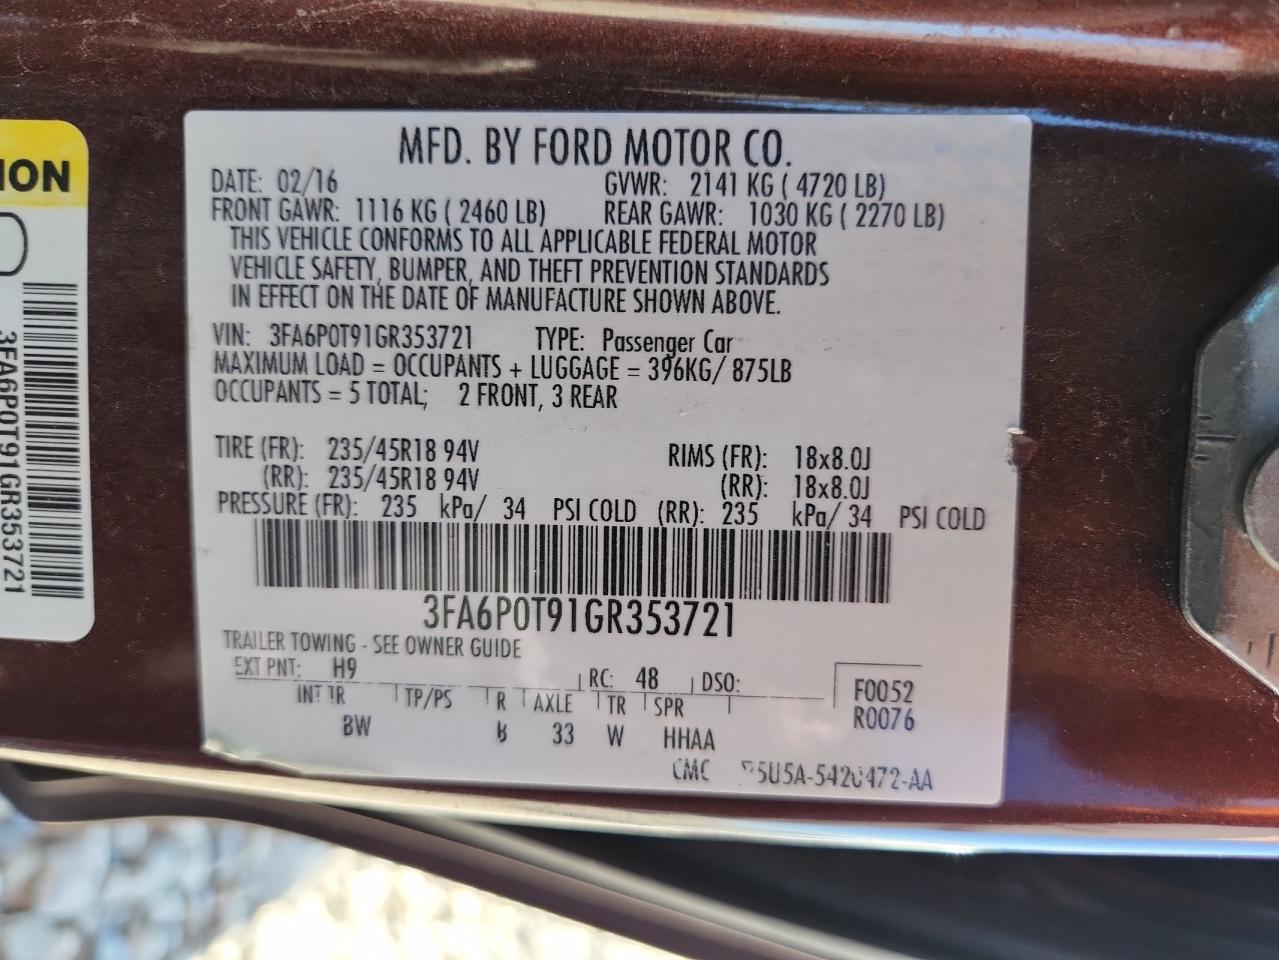 MFD. BY FORD MOTOR CO.
DATE: 02/16 GVWR: 2141 KG ( 4720 LB)
FRONT GAWR: 1116 KG ( 2460 LB) REAR GAWR: 1030 KG ( 2270 LB)
THIS VEHICLE CONFORMS TO ALL APPLICABLE FEDERAL MOTOR
VEHICLE SAFETY, BUMPER, AND THEFT PREVENTION STANDARDS
IN EFFECT ON THE DATE OF MANUFACTURE SHOWN ABOVE.
VIN: 3FA6P0T91GR353721 TYPE: Passenger Car
MAXIMUM LOAD = OCCUPANTS + LUGGAGE = 396KG/ 875LB
OCCUPANTS = 5 TOTAL; 2 FRONT, 3 REAR
TIRE (FR): 235/45R18 94V RIMS (FR): 18x8.0J
(RR): 235/45R18 94V (RR): 18x8.0J
PRESSURE (FR): 235 kPa/ 34 PSI COLD (RR): 235 kPa/ 34 PSI COLD
3FA6P0T91GR353721
TRAILER TOWING - SEE OWNER GUIDE
EXT PNT: H9 RC: 48 DSO:
INT TR TP/PS R AXLE TR SPR F0052
BW 33 W HHAA R0076
CMC 5U5A-5420472-AA
ION
3FA6P0T91GR353721